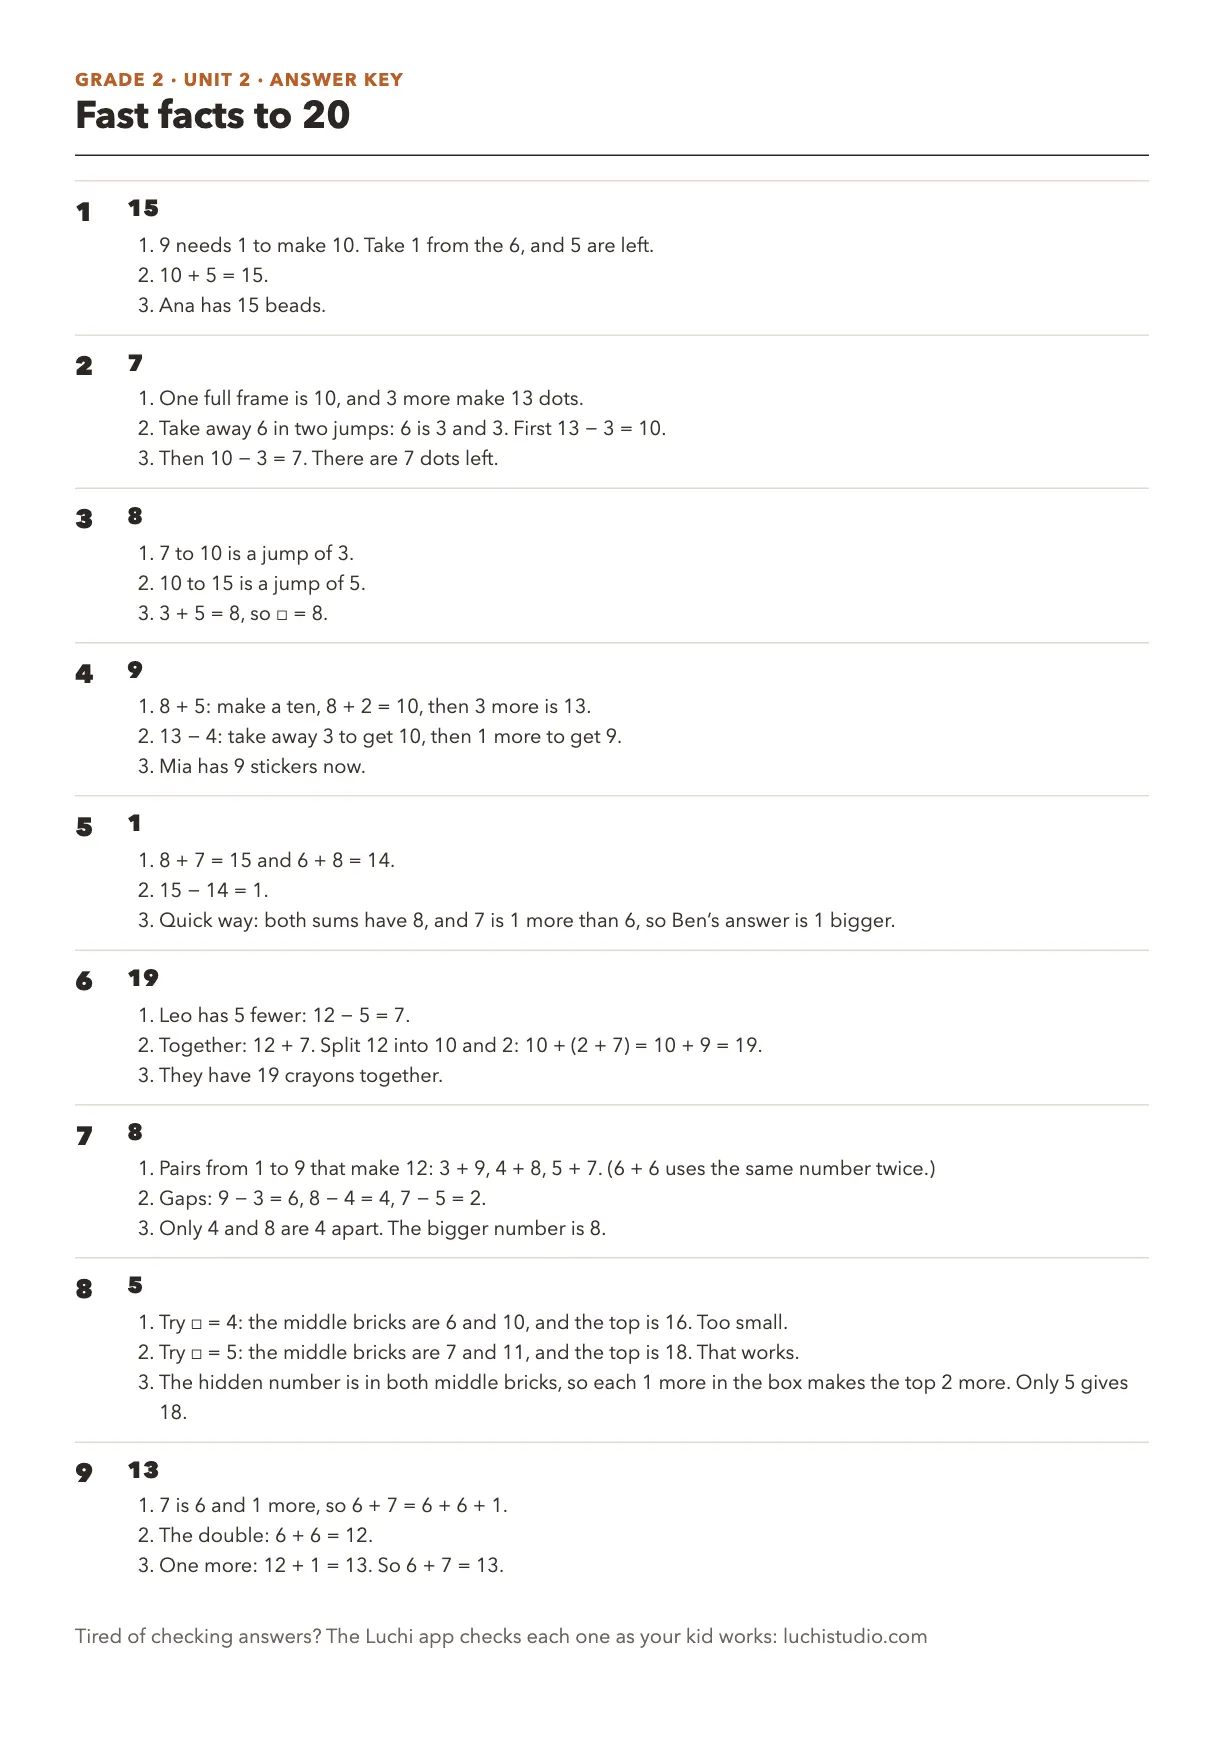 GRADE 2 · UNIT 2 · ANSWER KEY
Fast facts to 20
1 15
1. 9 needs 1 to make 10. Take 1 from the 6, and 5 are left.
2. 10 + 5 = 15.
3. Ana has 15 beads.
2 7
1. One full frame is 10, and 3 more make 13 dots.
2. Take away 6 in two jumps: 6 is 3 and 3. First 13 − 3 = 10.
3. Then 10 − 3 = 7. There are 7 dots left.
3 8
1. 7 to 10 is a jump of 3.
2. 10 to 15 is a jump of 5.
3. 3 + 5 = 8, so □ = 8.
4 9
1. 8 + 5: make a ten, 8 + 2 = 10, then 3 more is 13.
2. 13 − 4: take away 3 to get 10, then 1 more to get 9.
3. Mia has 9 stickers now.
5 1
1. 8 + 7 = 15 and 6 + 8 = 14.
2. 15 − 14 = 1.
3. Quick way: both sums have 8, and 7 is 1 more than 6, so Ben’s answer is 1 bigger.
6 19
1. Leo has 5 fewer: 12 − 5 = 7.
2. Together: 12 + 7. Split 12 into 10 and 2: 10 + (2 + 7) = 10 + 9 = 19.
3. They have 19 crayons together.
7 8
1. Pairs from 1 to 9 that make 12: 3 + 9, 4 + 8, 5 + 7. (6 + 6 uses the same number twice.)
2. Gaps: 9 − 3 = 6, 8 − 4 = 4, 7 − 5 = 2.
3. Only 4 and 8 are 4 apart. The bigger number is 8.
8 5
1. Try □ = 4: the middle bricks are 6 and 10, and the top is 16. Too small.
2. Try □ = 5: the middle bricks are 7 and 11, and the top is 18. That works.
3. The hidden number is in both middle bricks, so each 1 more in the box makes the top 2 more. Only 5 gives
18.
9 13
1. 7 is 6 and 1 more, so 6 + 7 = 6 + 6 + 1.
2. The double: 6 + 6 = 12.
3. One more: 12 + 1 = 13. So 6 + 7 = 13.
Tired of checking answers? The Luchi app checks each one as your kid works: luchistudio.com